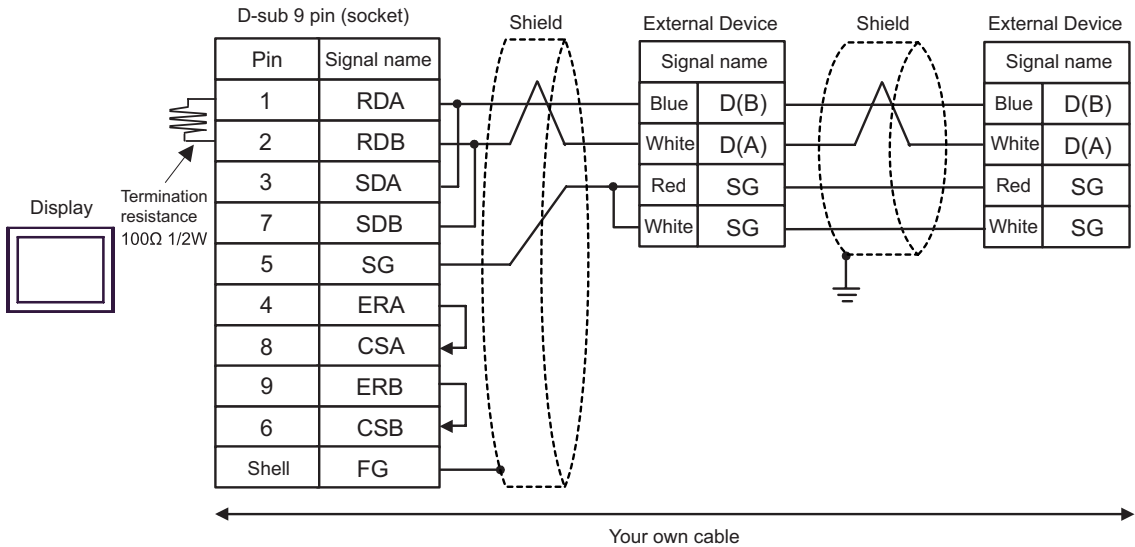 D-sub 9 pin (socket)
Shield
External Device
Shield
External Device
Pin Signal name
Signal name
Signal name
1 RDA
Blue D(B)
Blue D(B)
2 RDB
White D(A)
White D(A)
3 SDA
Red SG
Red SG
7 SDB
White SG
White SG
5 SG
4 ERA
8 CSA
9 ERB
6 CSB
Shell FG
Termination
resistance
100Ω 1/2W
Display
Your own cable